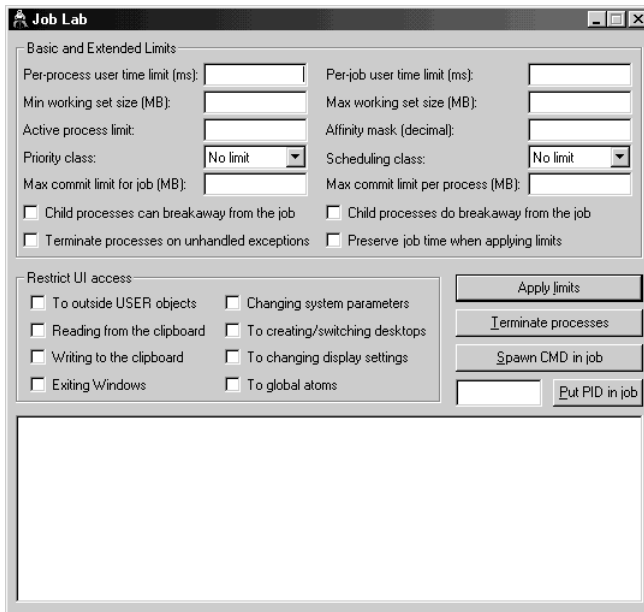 Job Lab
Basic and Extended Limits
Per-process user time limit (ms): Per-job user time limit (ms):
Min working set size (MB): Max working set size (MB):
Active process limit: Affinity mask (decimal):
Priority class: No limit Scheduling class: No limit
Max commit limit for job (MB): Max commit limit per process (MB):
Child processes can breakaway from the job Child processes do breakaway from the job
Terminate processes on unhandled exceptions Preserve job time when applying limits
Restrict UI access
To outside USER objects Changing system parameters
Reading from the clipboard To creating/switching desktops
Writing to the clipboard To changing display settings
Exiting Windows To global atoms
Apply limits
Terminate processes
Spawn CMD in job
Put PID in job